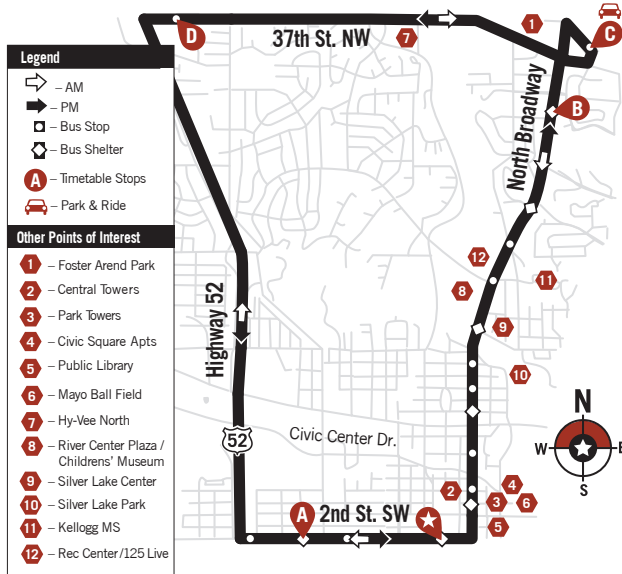 Legend
– AM
– PM
– Bus Stop
– Bus Shelter
A – Timetable Stops
– Park & Ride
Other Points of Interest
1 – Foster Arend Park
2 – Central Towers
3 – Park Towers
4 – Civic Square Apts
5 – Public Library
6 – Mayo Ball Field
7 – Hy-Vee North
8 – River Center Plaza /
Childrens’ Museum
9 – Silver Lake Center
10 – Silver Lake Park
11 – Kellogg MS
12 – Rec Center/125 Live
D
37th St. NW
7
1
C
B
North Broadway
12
8
11
9
10
Highway 52
52
Civic Center Dr.
2
4
3
6
5
A
2nd St. SW
N
W
E
S